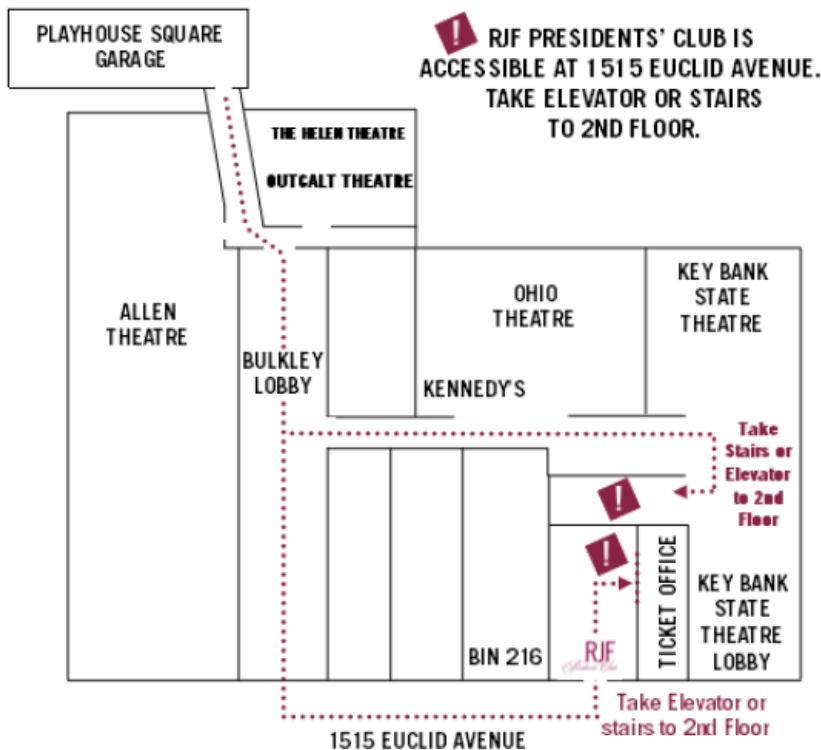 PLAYHOUSE SQUARE
GARAGE
! RJF PRESIDENTS' CLUB IS
ACCESSIBLE AT 1515 EUCLID AVENUE.
TAKE ELEVATOR OR STAIRS
TO 2ND FLOOR.
THE HELEN THEATRE
OUTCALT THEATRE
ALLEN
THEATRE
BULKLEY
LOBBY
OHIO
THEATRE
KEY BANK
STATE
THEATRE
KENNEDY'S
Take
Stairs or
Elevator
to 2nd
Floor
!
!
BIN 216
RJF
TICKET OFFICE
KEY BANK
STATE
THEATRE
LOBBY
Take Elevator or
stairs to 2nd Floor
1515 EUCLID AVENUE